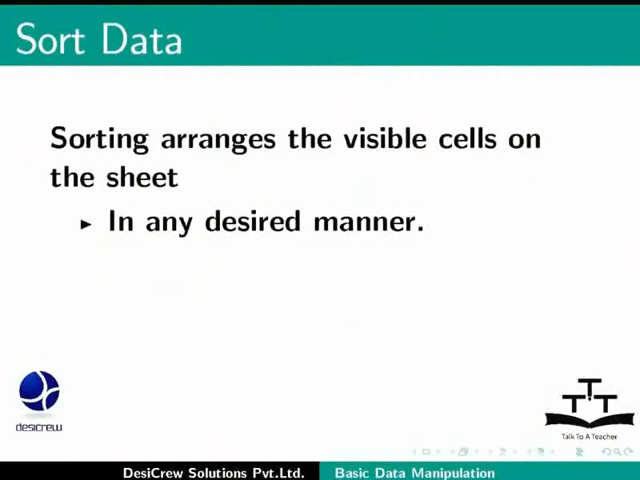 Sort Data
Sorting arranges the visible cells on
the sheet
In any desired manner.
desicrew
TTT
Talk To A Teacher
DesiCrew Solutions Pvt.Ltd.
Basic Data Manipulation